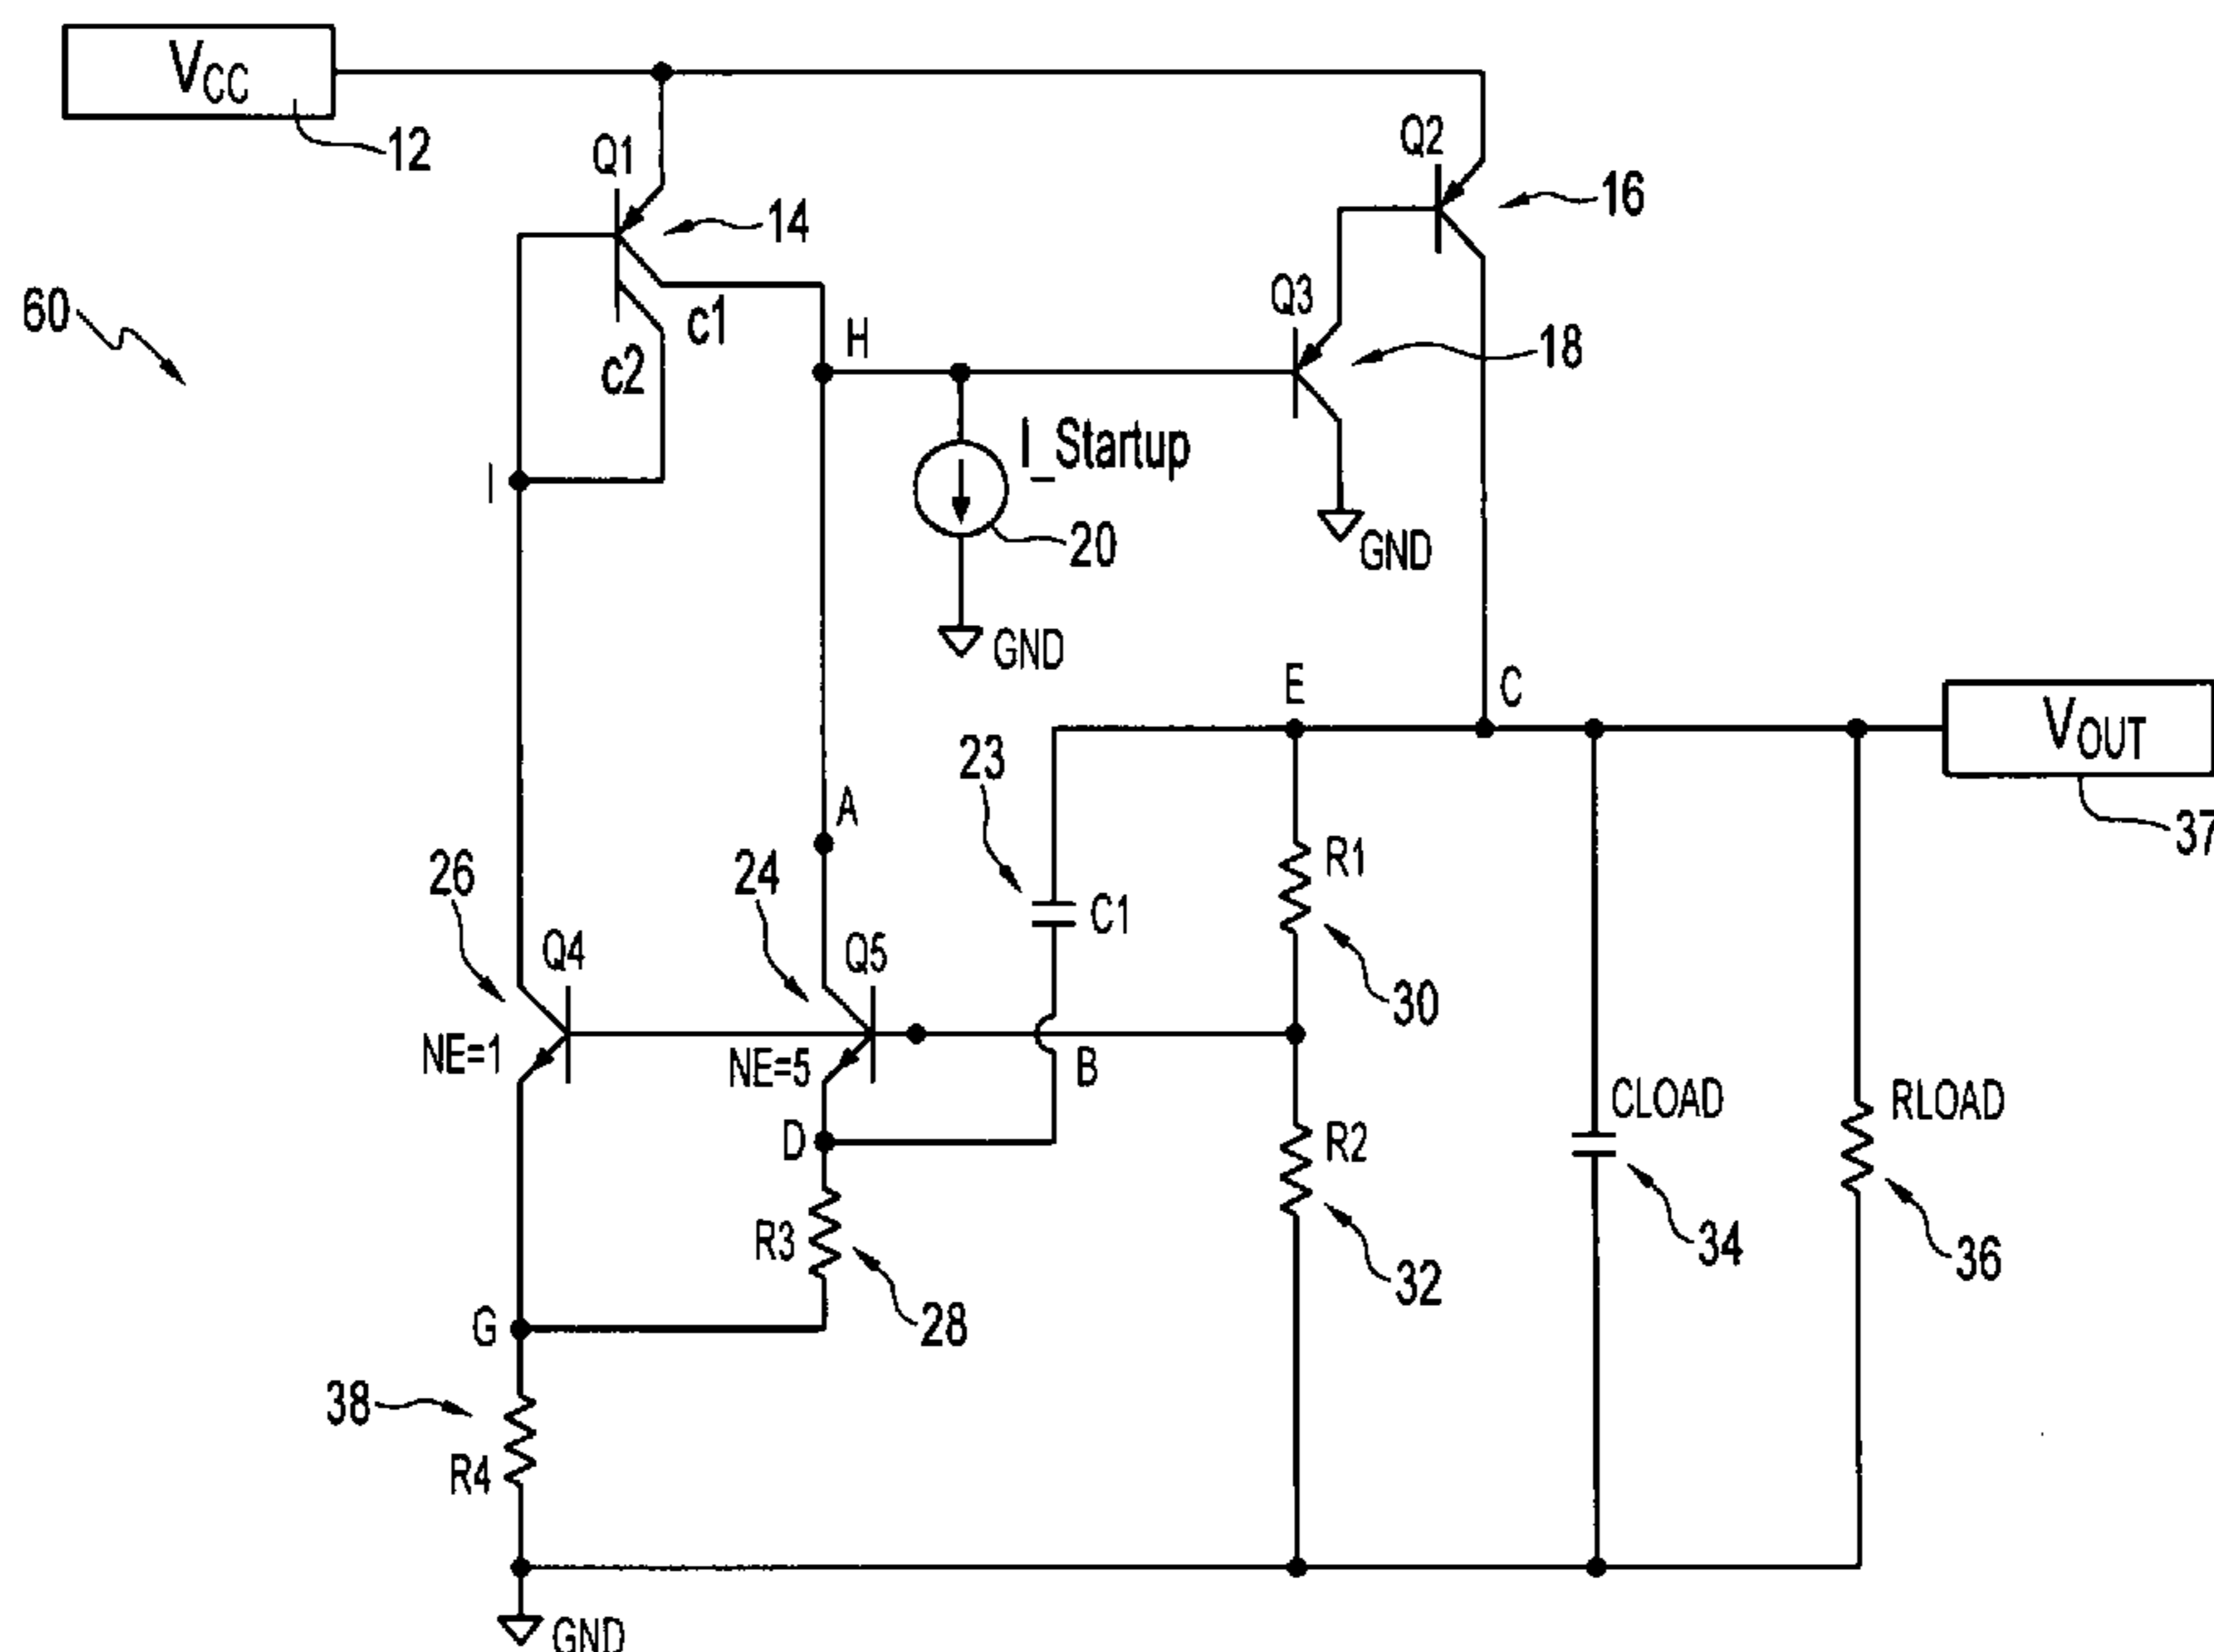 VCC
12
Q1
Q2
14
16
60
c1
H
Q3
18
c2
I
I_Startup
20
GND
GND
E
C
VOUT
37
23
A
C1
R1
26
24
Q4
Q5
30
NE=1
NE=5
B
CLOAD
RLOAD
D
R2
R3
34
36
32
28
G
38
R4
GND